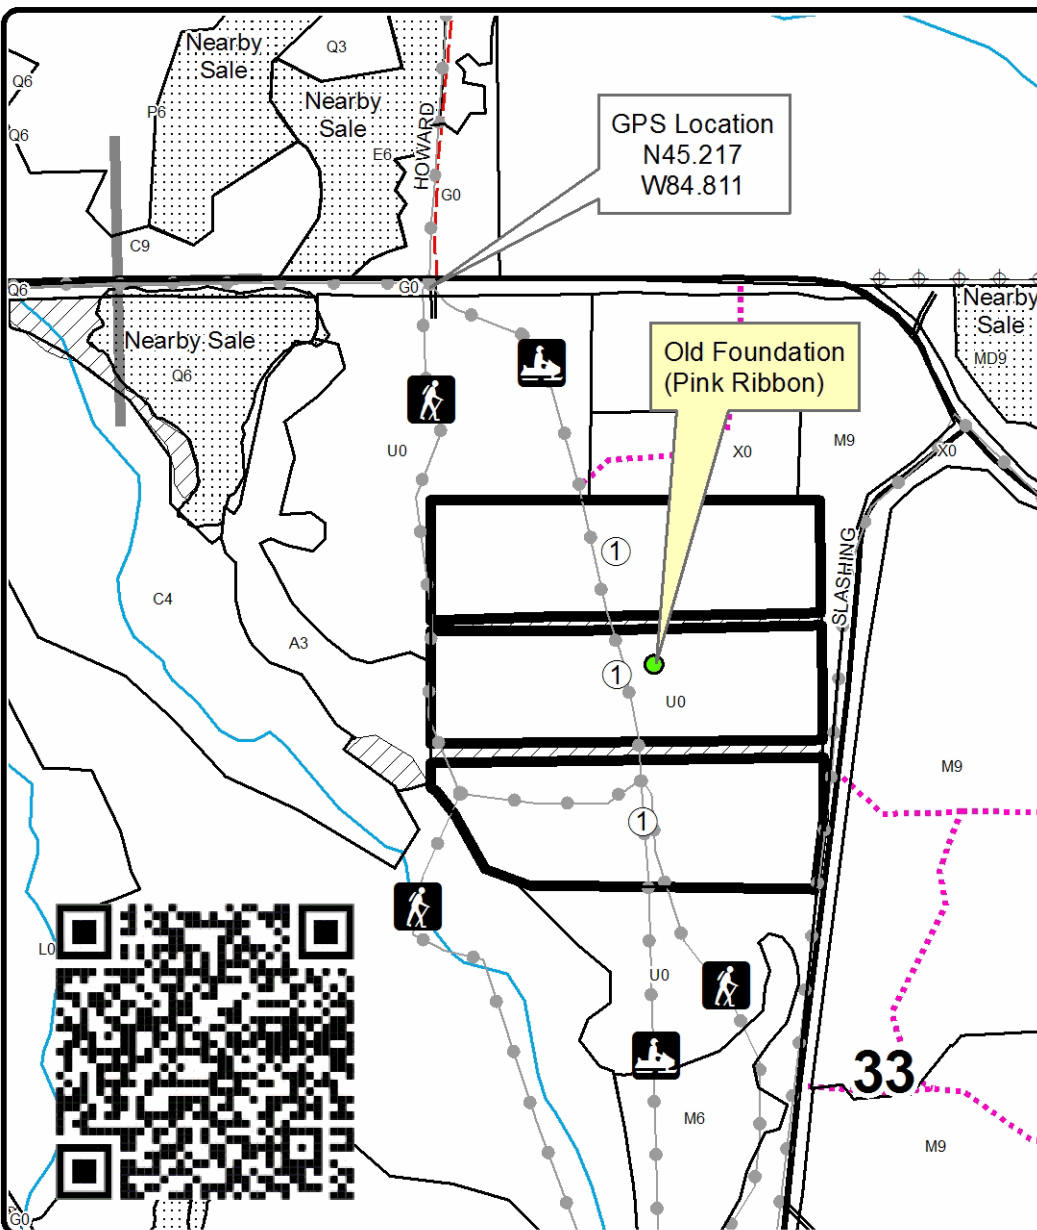 Nearby
Sale
Q3
Q6
Nearby
Sale
P6
Q6
E6
HOWARD
G0
GPS Location
N45.217
W84.811
C9
Q6
G0
Nearby
Sale
MD9
Nearby Sale
Q6
Old Foundation
(Pink Ribbon)
U0
X0
M9
X0
1
SLASHING
C4
A3
1
U0
M9
1
L0
U0
33
M6
M9
G0